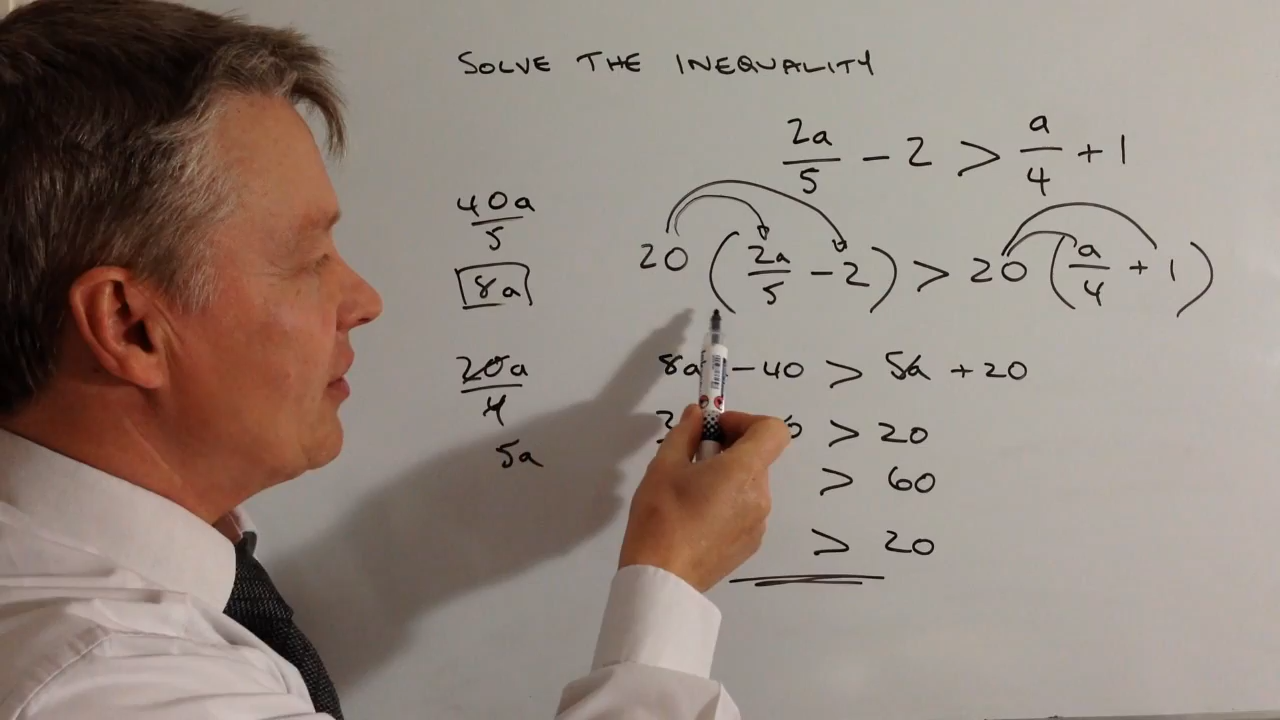 SOLVE THE INEQUALITY
2a/5 − 2 > a/4 + 1
40a/5
8a
20 (2a/5 − 2) > 20 (a/4 + 1)
20a/4
5a
8a − 40 > 5a + 20
> 20
> 60
> 20